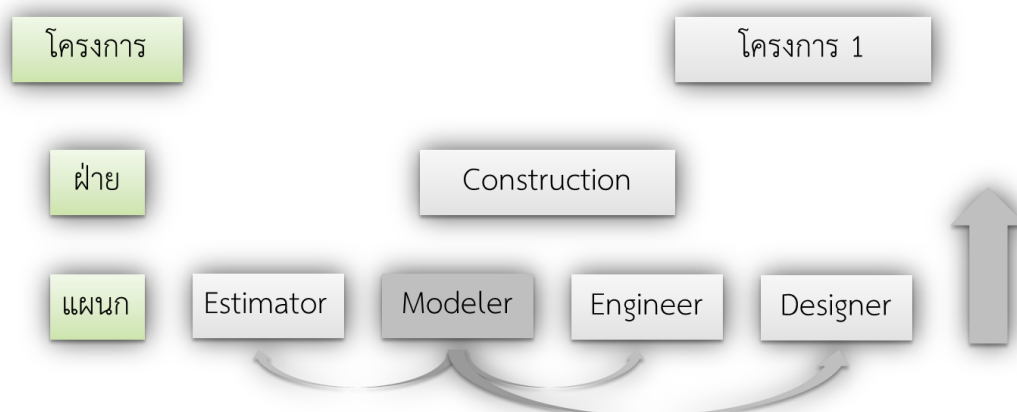 โครงการ
โครงการ 1
ฝ่าย
Construction
แผนก
Estimator
Modeler
Engineer
Designer